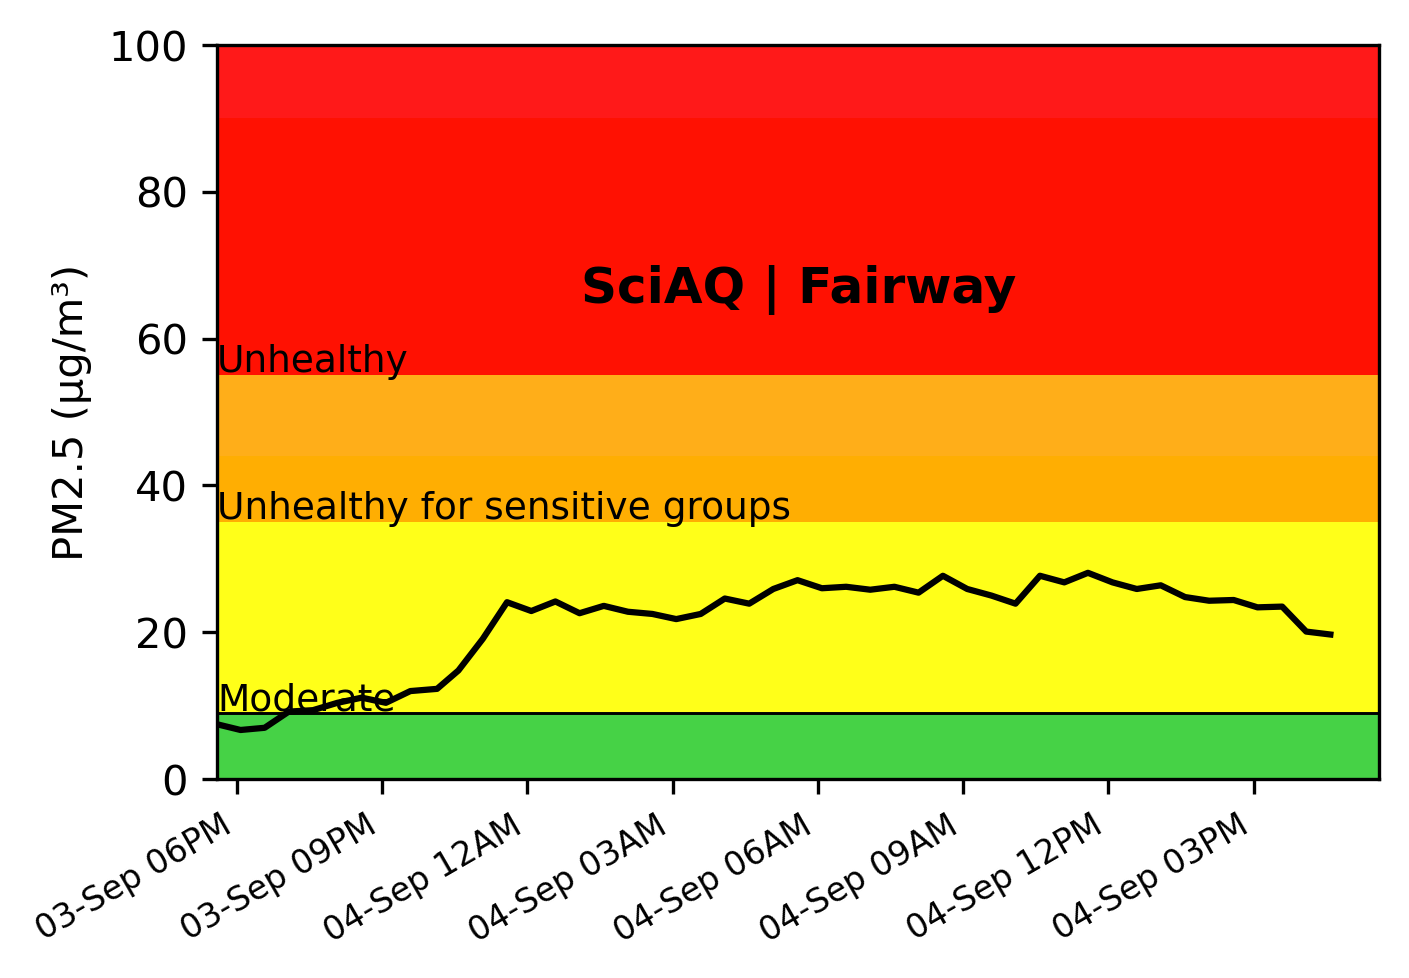 100
80
60
40
20
0
PM2.5 (µg/m³)
SciAQ | Fairway
Unhealthy
Unhealthy for sensitive groups
Moderate
03-Sep 06PM
03-Sep 09PM
04-Sep 12AM
04-Sep 03AM
04-Sep 06AM
04-Sep 09AM
04-Sep 12PM
04-Sep 03PM